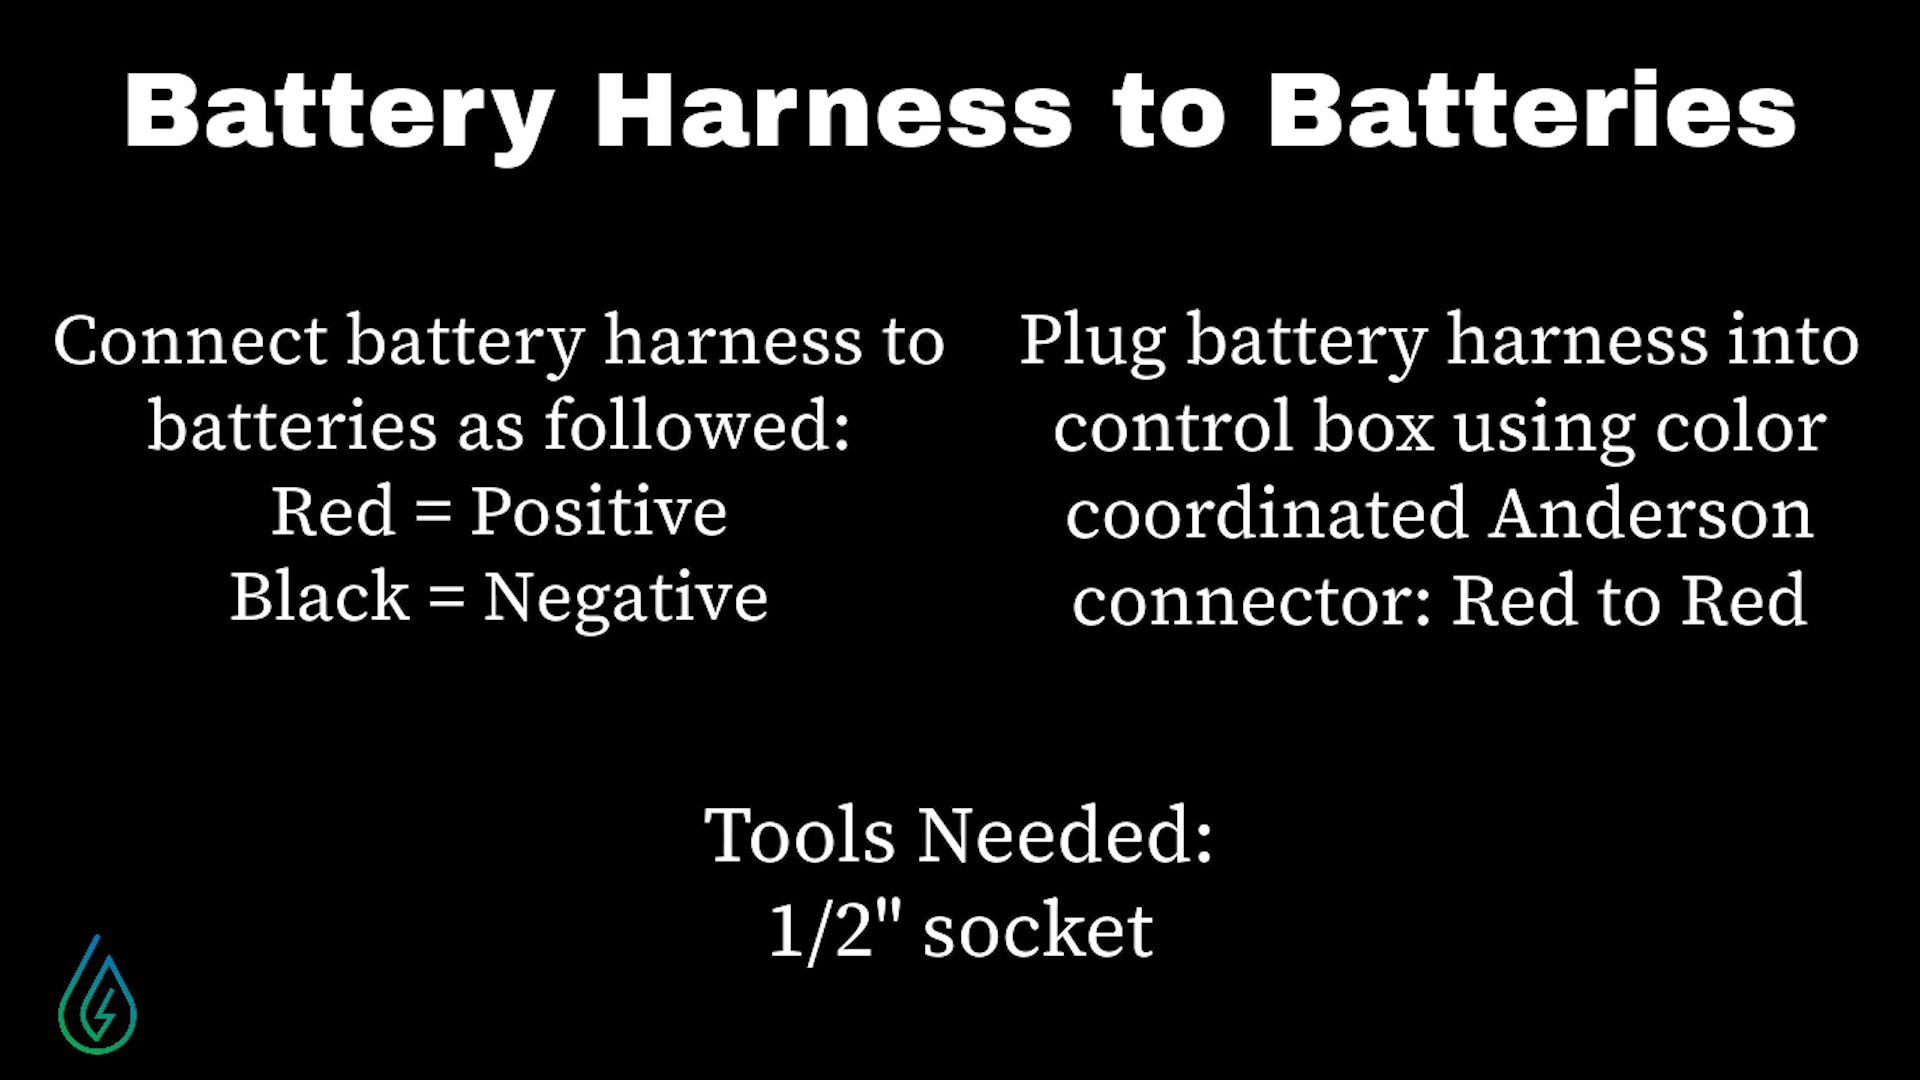 Battery Harness to Batteries
Connect battery harness to
batteries as followed:
Red = Positive
Black = Negative
Plug battery harness into
control box using color
coordinated Anderson
connector: Red to Red
Tools Needed:
1/2" socket